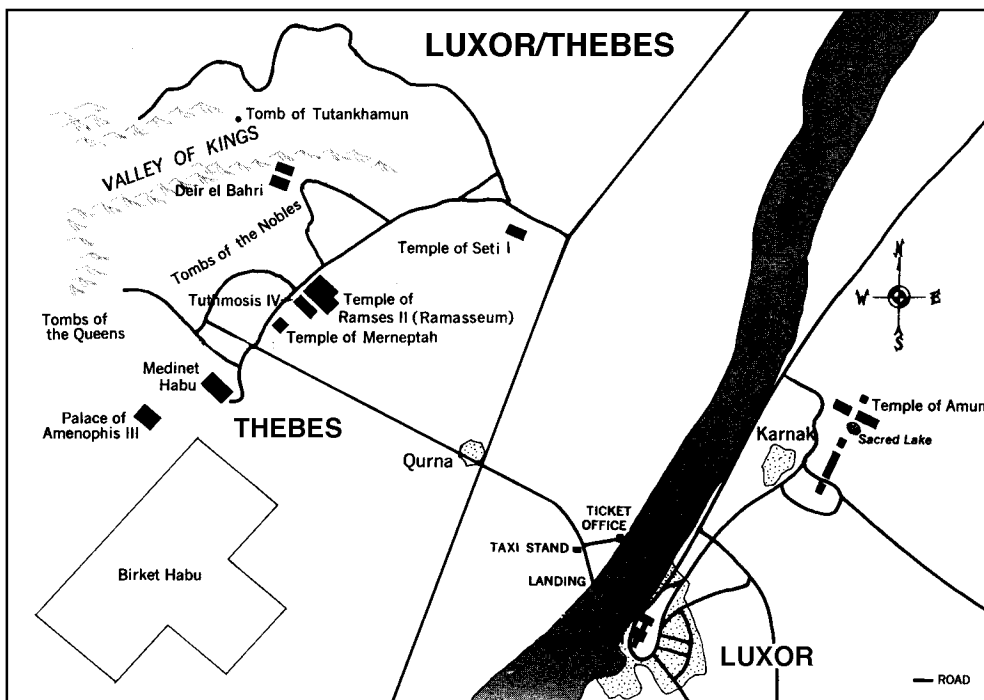 LUXOR/THEBES
Tomb of Tutankhamun
VALLEY OF KINGS
Deir el Bahri
Tombs of the Nobles
Temple of Seti I
Tuthmosis IV
Temple of
Ramses II (Ramasseum)
Temple of Merneptah
Tombs of
the Queens
Medinet
Habu
Palace of
Amenophis III
THEBES
N
W
E
S
Temple of Amun
Sacred Lake
Karnak
Qurna
TICKET
OFFICE
TAXI STAND
LANDING
Birket Habu
LUXOR
ROAD